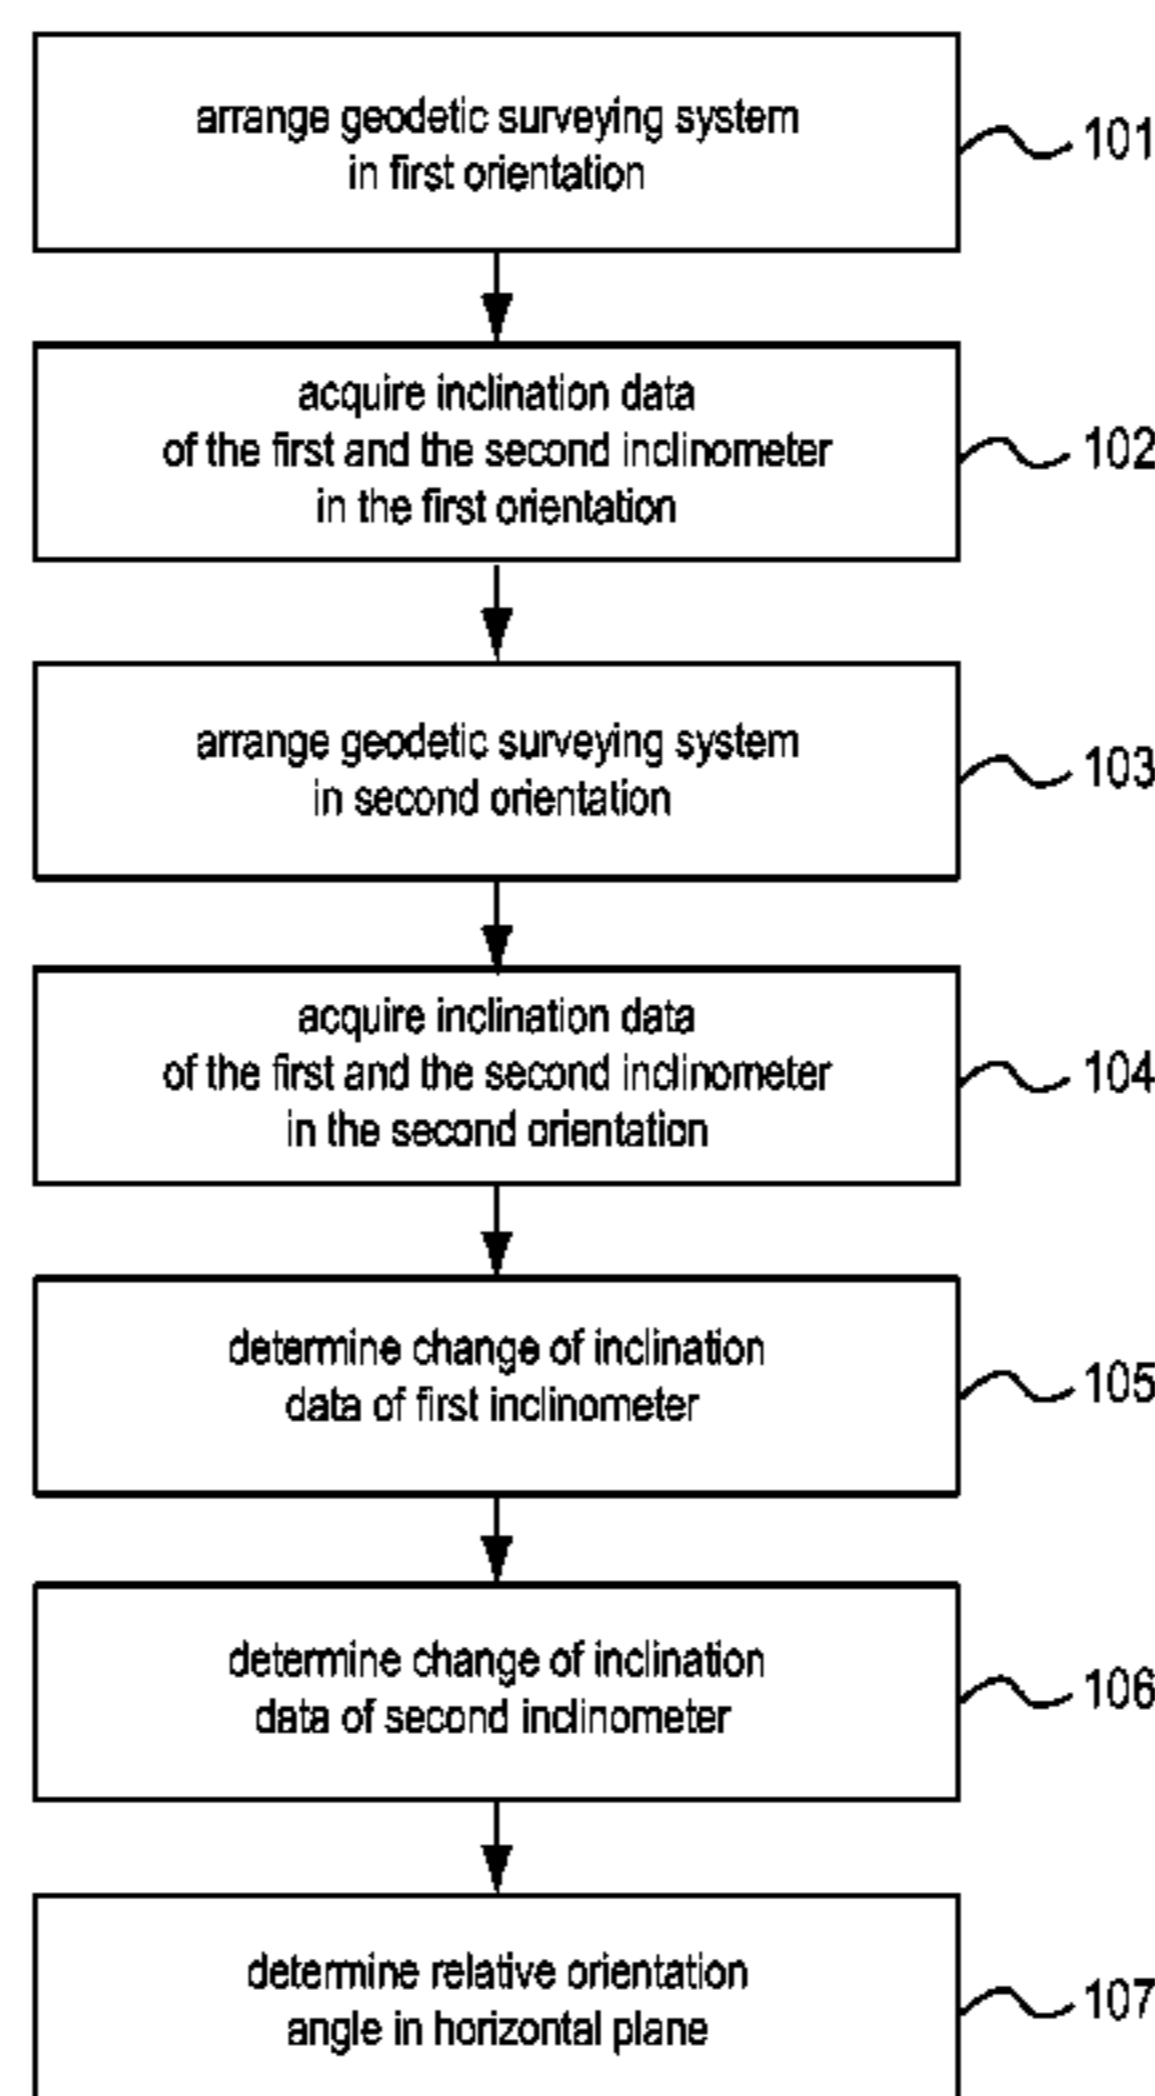 arrange geodetic surveying system
in first orientation
101
acquire inclination data
of the first and the second inclinometer
in the first orientation
102
arrange geodetic surveying system
in second orientation
103
acquire inclination data
of the first and the second inclinometer
in the second orientation
104
determine change of inclination
data of first inclinometer
105
determine change of inclination
data of second inclinometer
106
determine relative orientation
angle in horizontal plane
107